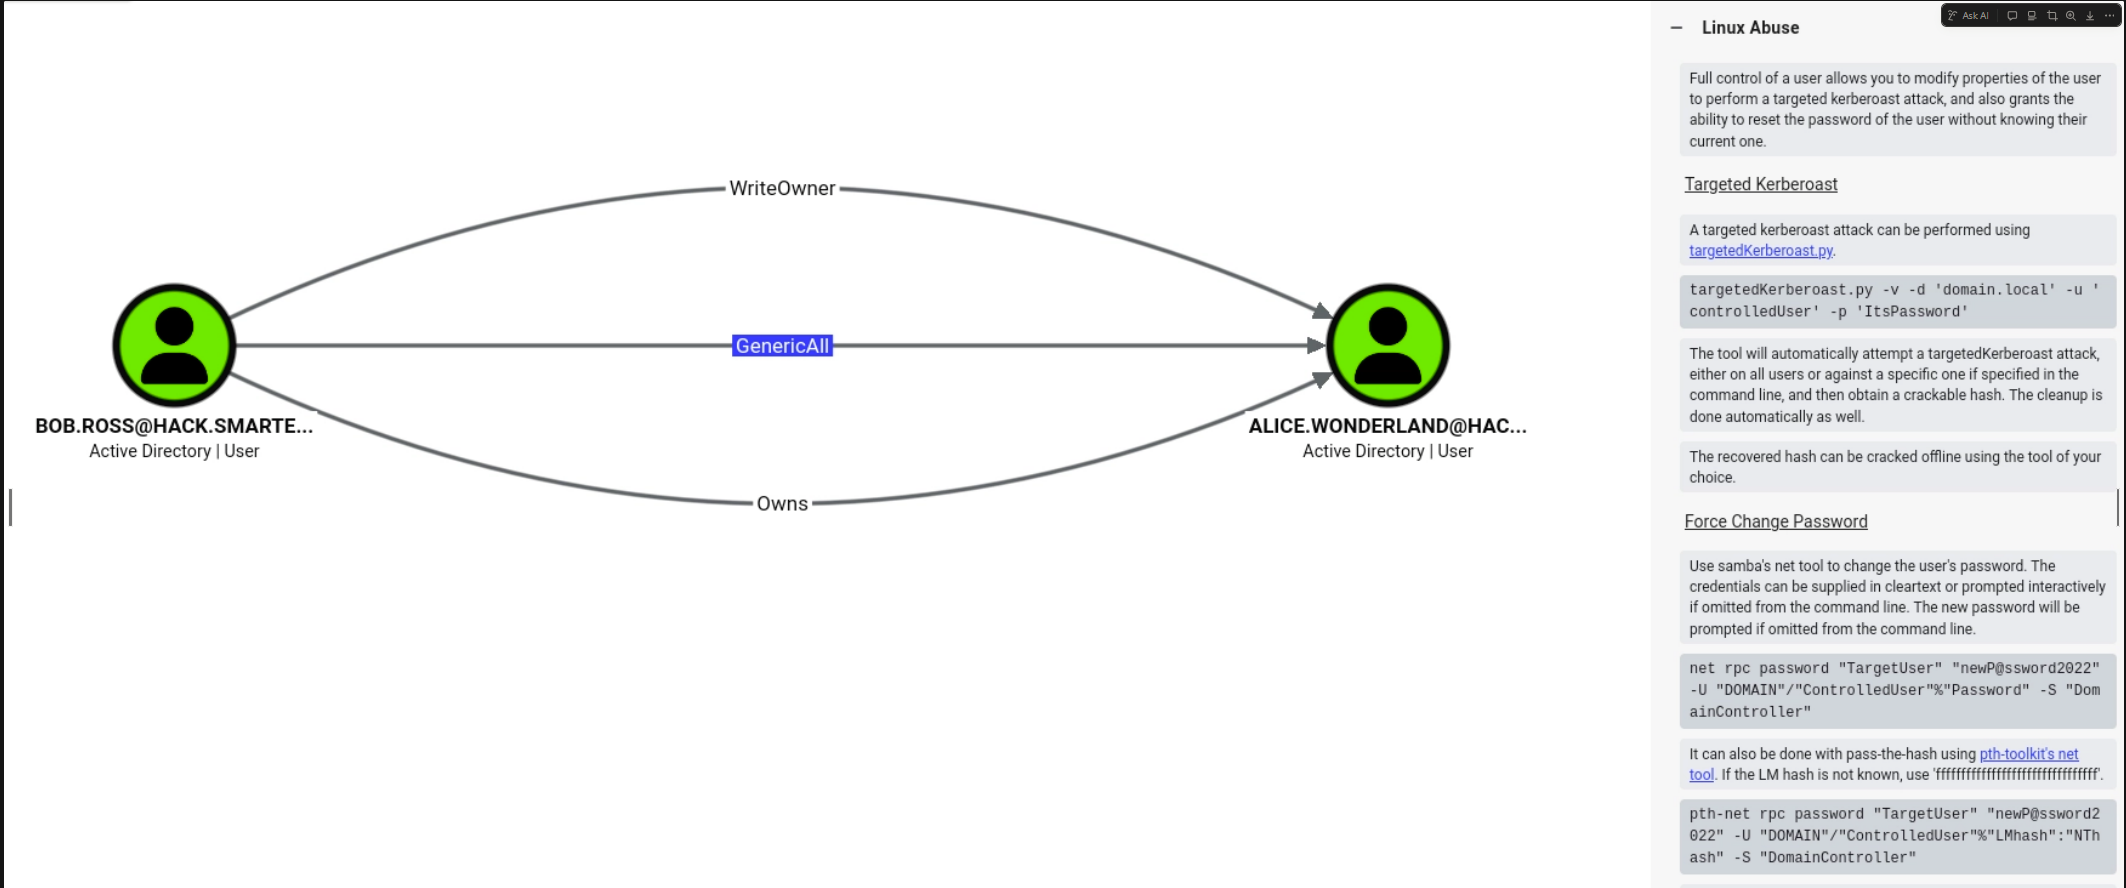 Ask AI
Linux Abuse
Full control of a user allows you to modify properties of the user
to perform a targeted kerberoast attack, and also grants the
ability to reset the password of the user without knowing their
current one.
Targeted Kerberoast
A targeted kerberoast attack can be performed using
targetedKerberoast.py.
targetedKerberoast.py -v -d 'domain.local' -u '
controlledUser' -p 'ItsPassword'
The tool will automatically attempt a targetedKerberoast attack,
either on all users or against a specific one if specified in the
command line, and then obtain a crackable hash. The cleanup is
done automatically as well.
The recovered hash can be cracked offline using the tool of your
choice.
Force Change Password
Use samba's net tool to change the user's password. The
credentials can be supplied in cleartext or prompted interactively
if omitted from the command line. The new password will be
prompted if omitted from the command line.
net rpc password "TargetUser" "newP@ssword2022"
-U "DOMAIN"/"ControlledUser"%"Password" -S "Dom
ainController"
It can also be done with pass-the-hash using pth-toolkit's net
tool. If the LM hash is not known, use 'ffffffffffffffffffffffffffffffff'.
pth-net rpc password "TargetUser" "newP@ssword2
022" -U "DOMAIN"/"ControlledUser"%"LMhash":"NTh
ash" -S "DomainController"
WriteOwner
GenericAll
Owns
BOB.ROSS@HACK.SMARTE...
Active Directory | User
ALICE.WONDERLAND@HAC...
Active Directory | User